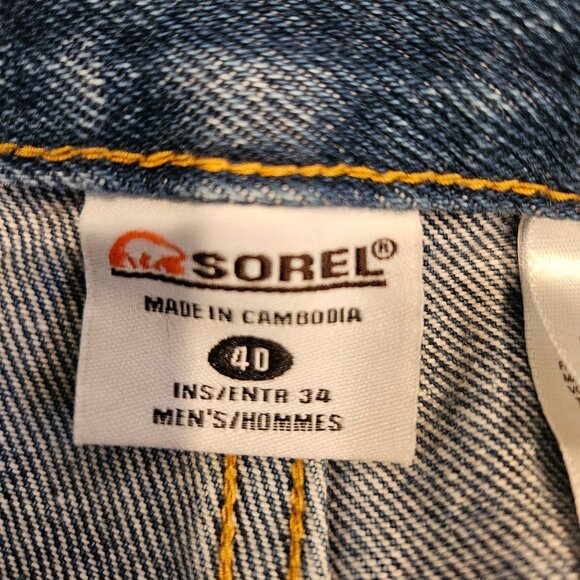 SOREL®
MADE IN CAMBODIA
40
INS/ENTR 34
MEN'S/HOMMES